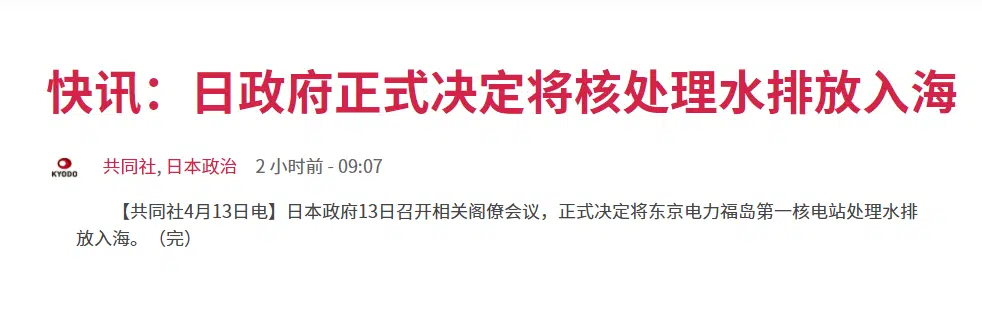 快讯：日政府正式决定将核处理水排放入海
KYODO 共同社, 日本政治 2 小时前 - 09:07
【共同社4月13日电】日本政府13日召开相关阁僚会议，正式决定将东京电力福岛第一核电站处理水排
放入海。（完）